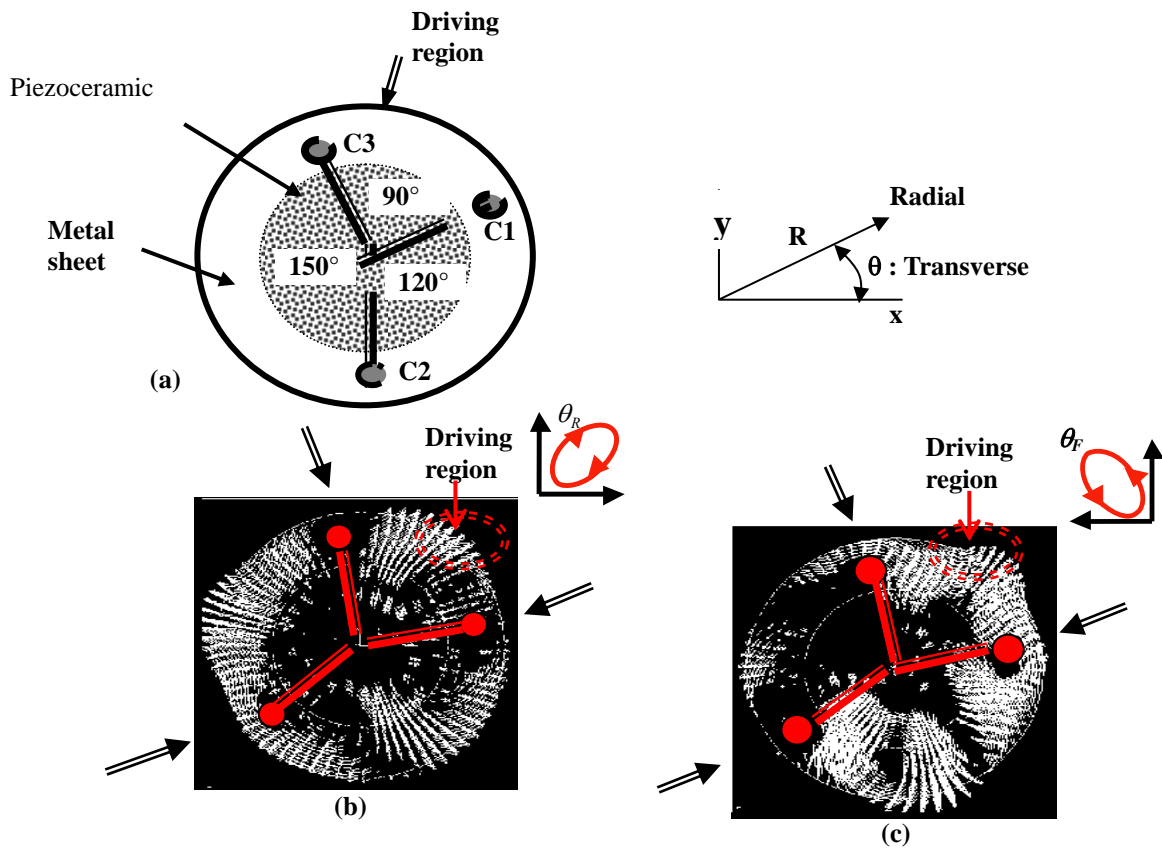 Driving
region
Piezoceramic
C3
90°
C1
Metal
sheet
150°
120°
C2
(a)
Radial
y
R
θ : Transverse
x
Driving
region
θR
(b)
Driving
region
θF
(c)